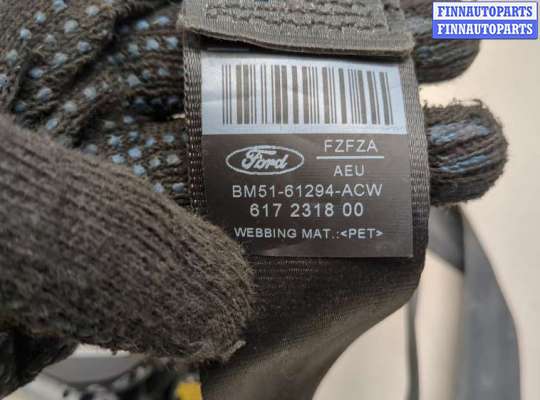 FINNAUTOPARTS
FINNAUTOPARTS
Ford
FZFZA
AEU
BM51-61294-ACW
617 2318 00
WEBBING MAT.:<PET>